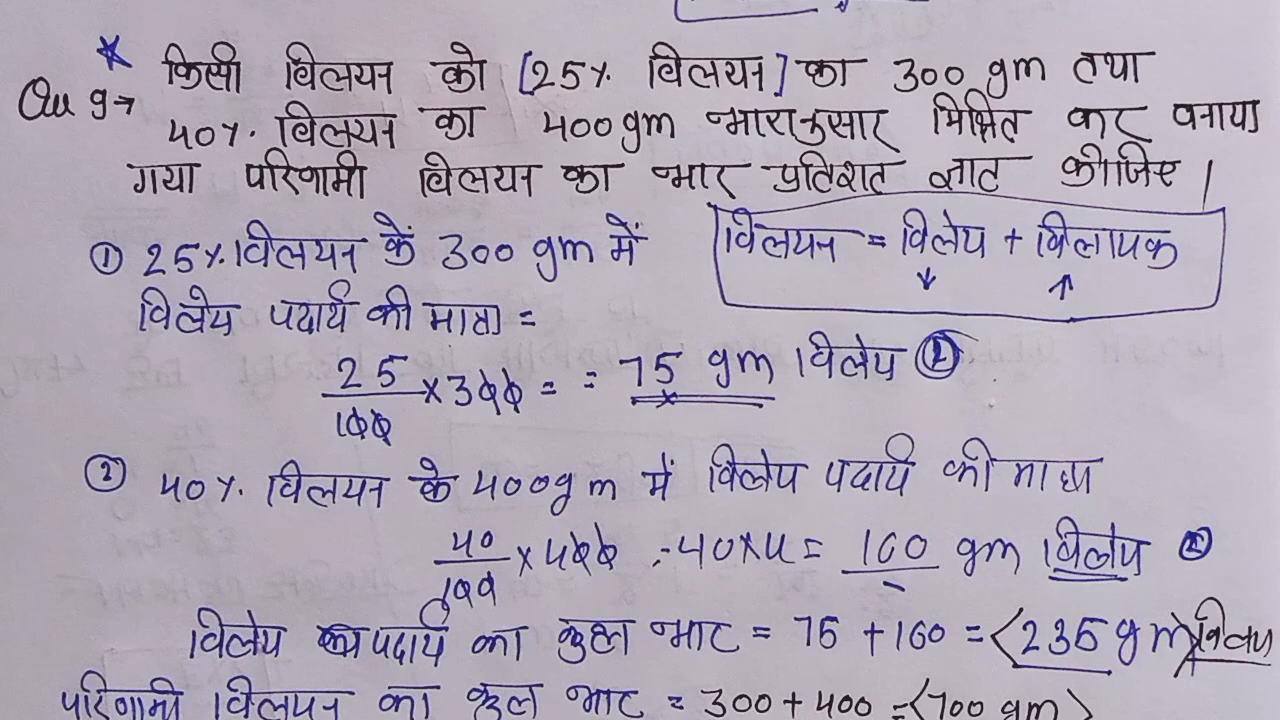 किसी विलयन को [25%. विलयन] का 300 gm तथा
Qu 9→ 40%. विलयन का 400gm भारानुसार मिश्रित कर बनाया
गया परिणामी विलयन का भार प्रतिशत ज्ञात कीजिए।
① 25%. विलयन के 300 gm में
विलेय पदार्थ की मात्रा =
विलयन = विलेय + विलायक
25/100 × 300 = = 75 gm विलेय
② 40%. विलयन के 400gm में विलेय पदार्थ की मात्रा
40/100 × 400 = 40×4 = 160 gm विलेय
विलेय पदार्थ का कुल भार = 75 + 160 = <235 gm> विलेय
परिणामी विलयन का कुल भार = 300+400 = <700 gm>